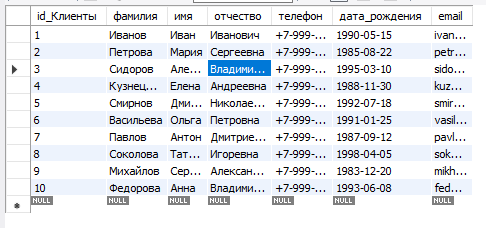 id_Клиенты фамилия имя отчество телефон дата_рождения email
1 Иванов Иван Иванович +7-999-... 1990-05-15 ivan...
2 Петрова Мария Сергеевна +7-999-... 1985-08-22 petr...
3 Сидоров Але... Владими... +7-999-... 1995-03-10 sido...
4 Кузнец... Елена Андреевна +7-999-... 1988-11-30 kuz...
5 Смирнов Дми... Николае... +7-999-... 1992-07-18 smir...
6 Васильева Ольга Петровна +7-999-... 1991-01-25 vasil...
7 Павлов Антон Дмитрие... +7-999-... 1987-09-12 pavl...
8 Соколова Тат... Игоревна +7-999-... 1998-04-05 sok...
9 Михайлов Сер... Алексан... +7-999-... 1983-12-20 mikh...
10 Федорова Анна Владими... +7-999-... 1993-06-08 fed...
NULL NULL NULL NULL NULL NULL NULL